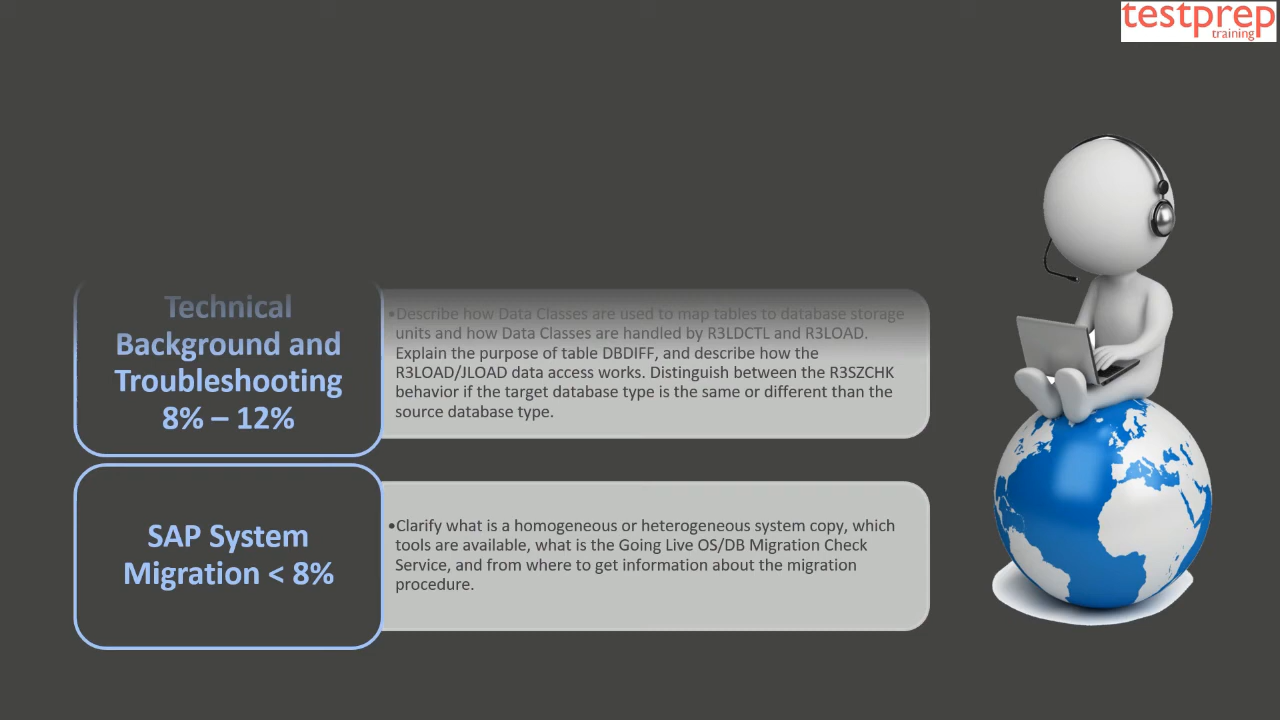 testprep
training
Technical
Background and
Troubleshooting
8% – 12%
•Describe how Data Classes are used to map tables to database storage
units and how Data Classes are handled by R3LDCTL and R3LOAD.
Explain the purpose of table DBDIFF, and describe how the
R3LOAD/JLOAD data access works. Distinguish between the R3SZCHK
behavior if the target database type is the same or different than the
source database type.
SAP System
Migration < 8%
•Clarify what is a homogeneous or heterogeneous system copy, which
tools are available, what is the Going Live OS/DB Migration Check
Service, and from where to get information about the migration
procedure.